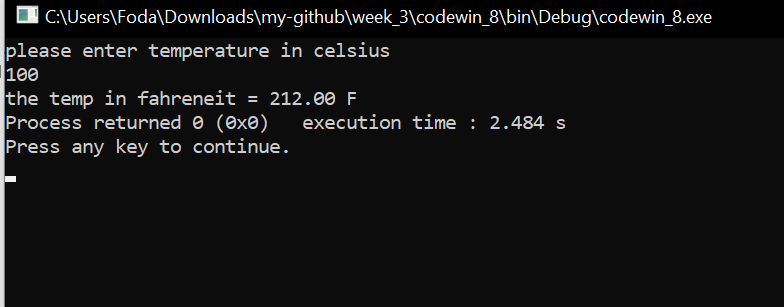 C:\Users\Foda\Downloads\my-github\week_3\codewin_8\bin\Debug\codewin_8.exe
please enter temperature in celsius
100
the temp in fahreneit = 212.00 F
Process returned 0 (0x0)   execution time : 2.484 s
Press any key to continue.